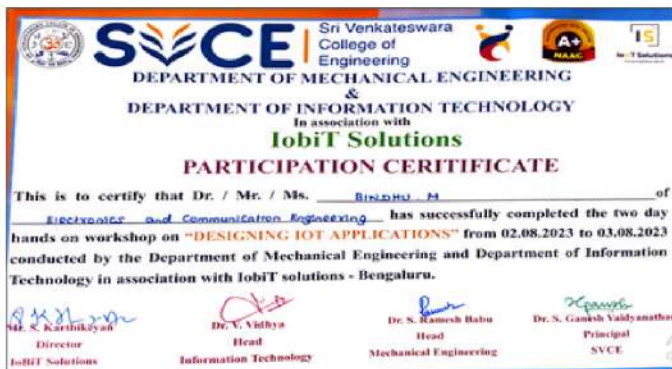 SVCE
Sri Venkateswara
College of
Engineering
A+
NAAC
IS
IoBiT Solutions
DEPARTMENT OF MECHANICAL ENGINEERING
&
DEPARTMENT OF INFORMATION TECHNOLOGY
In association with
IobiT Solutions
PARTICIPATION CERITIFICATE
This is to certify that Dr. / Mr. / Ms. BINDHU. M of
Electronics and Communication Engineering has successfully completed the two day
hands on workshop on “DESIGNING IOT APPLICATIONS” from 02.08.2023 to 03.08.2023
conducted by the Department of Mechanical Engineering and Department of Information
Technology in association with IobiT solutions - Bengaluru.
Mr. S. Karthikeyan Dr. V. Vidhya Dr. S. Ramesh Babu Dr. S. Ganesh Vaidyanathan
Director Head Head Principal
IoBiT Solutions Information Technology Mechanical Engineering SVCE